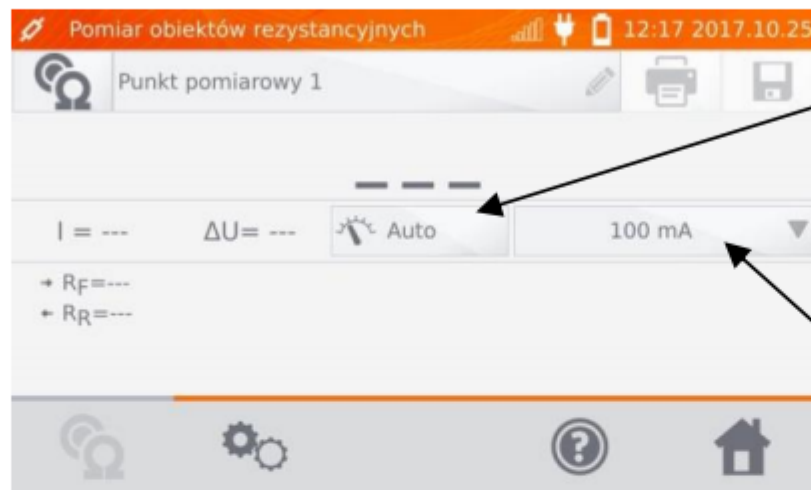 Pomiar obiektów rezystancyjnych 12:17 2017.10.25
Punkt pomiarowy 1
I = --- ΔU= --- Auto 100 mA
→ RF=---
← RR=---